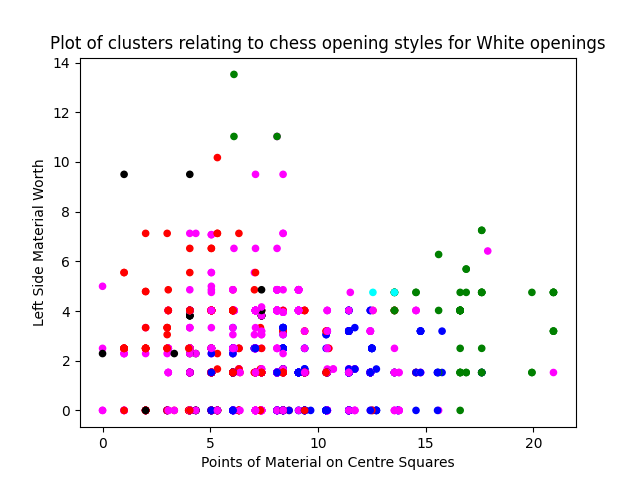 Plot of clusters relating to chess opening styles for White openings
14
12
10
8
6
4
2
0
Left Side Material Worth
0 5 10 15 20
Points of Material on Centre Squares